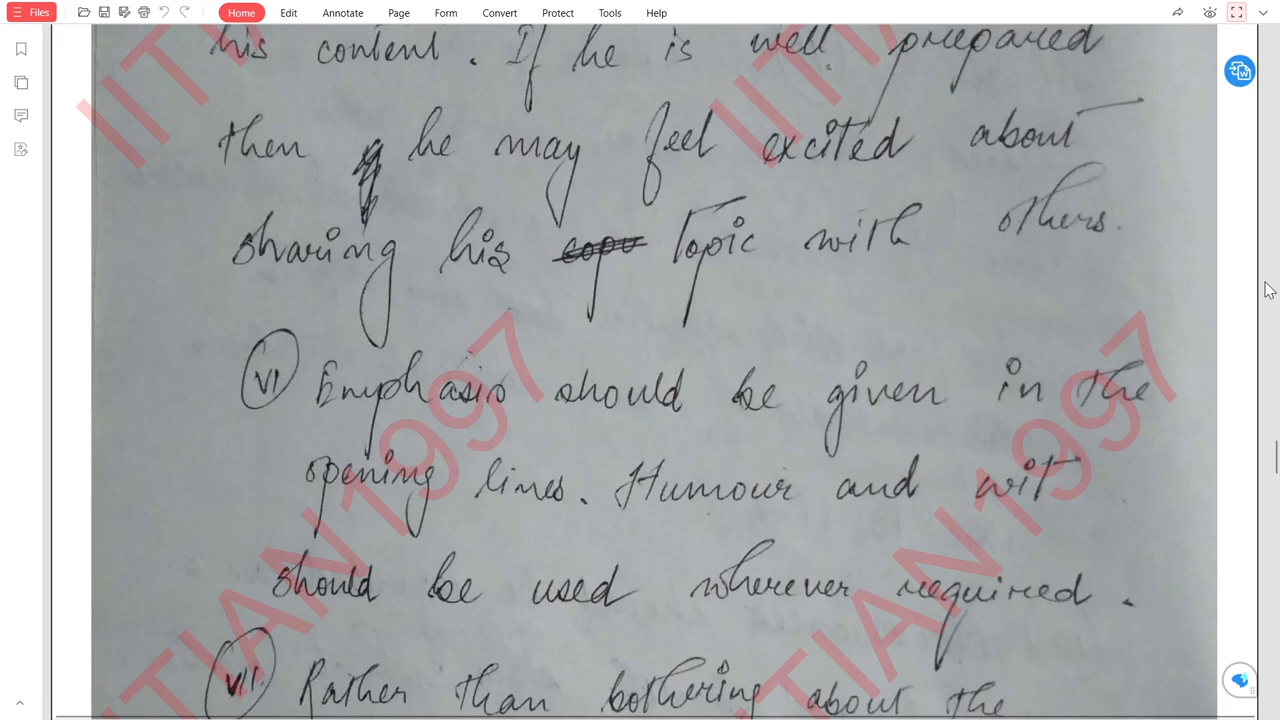 Files
Home Edit Annotate Page Form Convert Protect Tools Help
his content. If he is well prepared
then he may feel excited about
sharing his copu Topic with others.
(vi) Emphasis should be given in the
opening lines. Humour and wit
should be used wherever required.
(vii) Rather than bothering about the
IITIAN1997
IITIAN1997